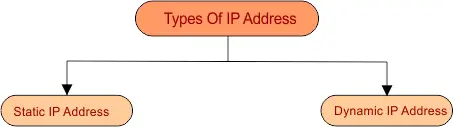 Types Of IP Address
Static IP Address
Dynamic IP Address